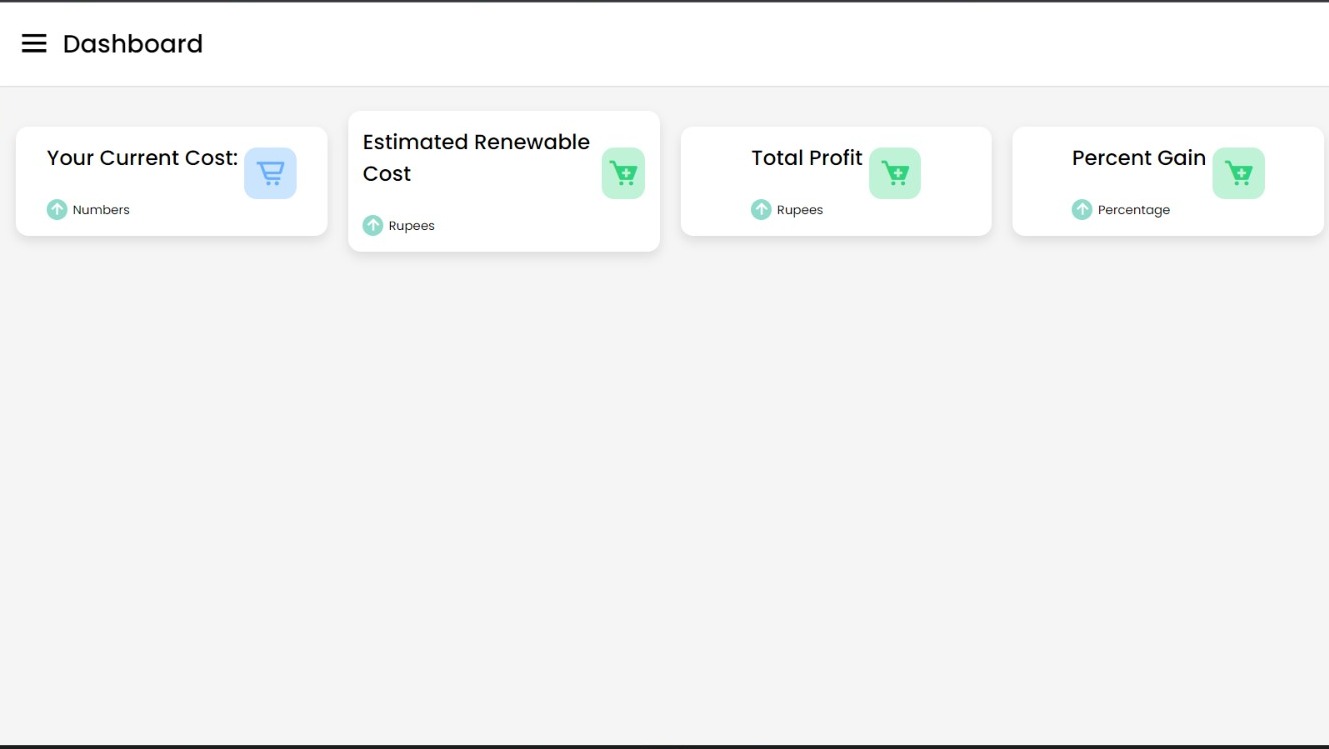 Dashboard
Your Current Cost:
Numbers
Estimated Renewable
Cost
Rupees
Total Profit
Rupees
Percent Gain
Percentage